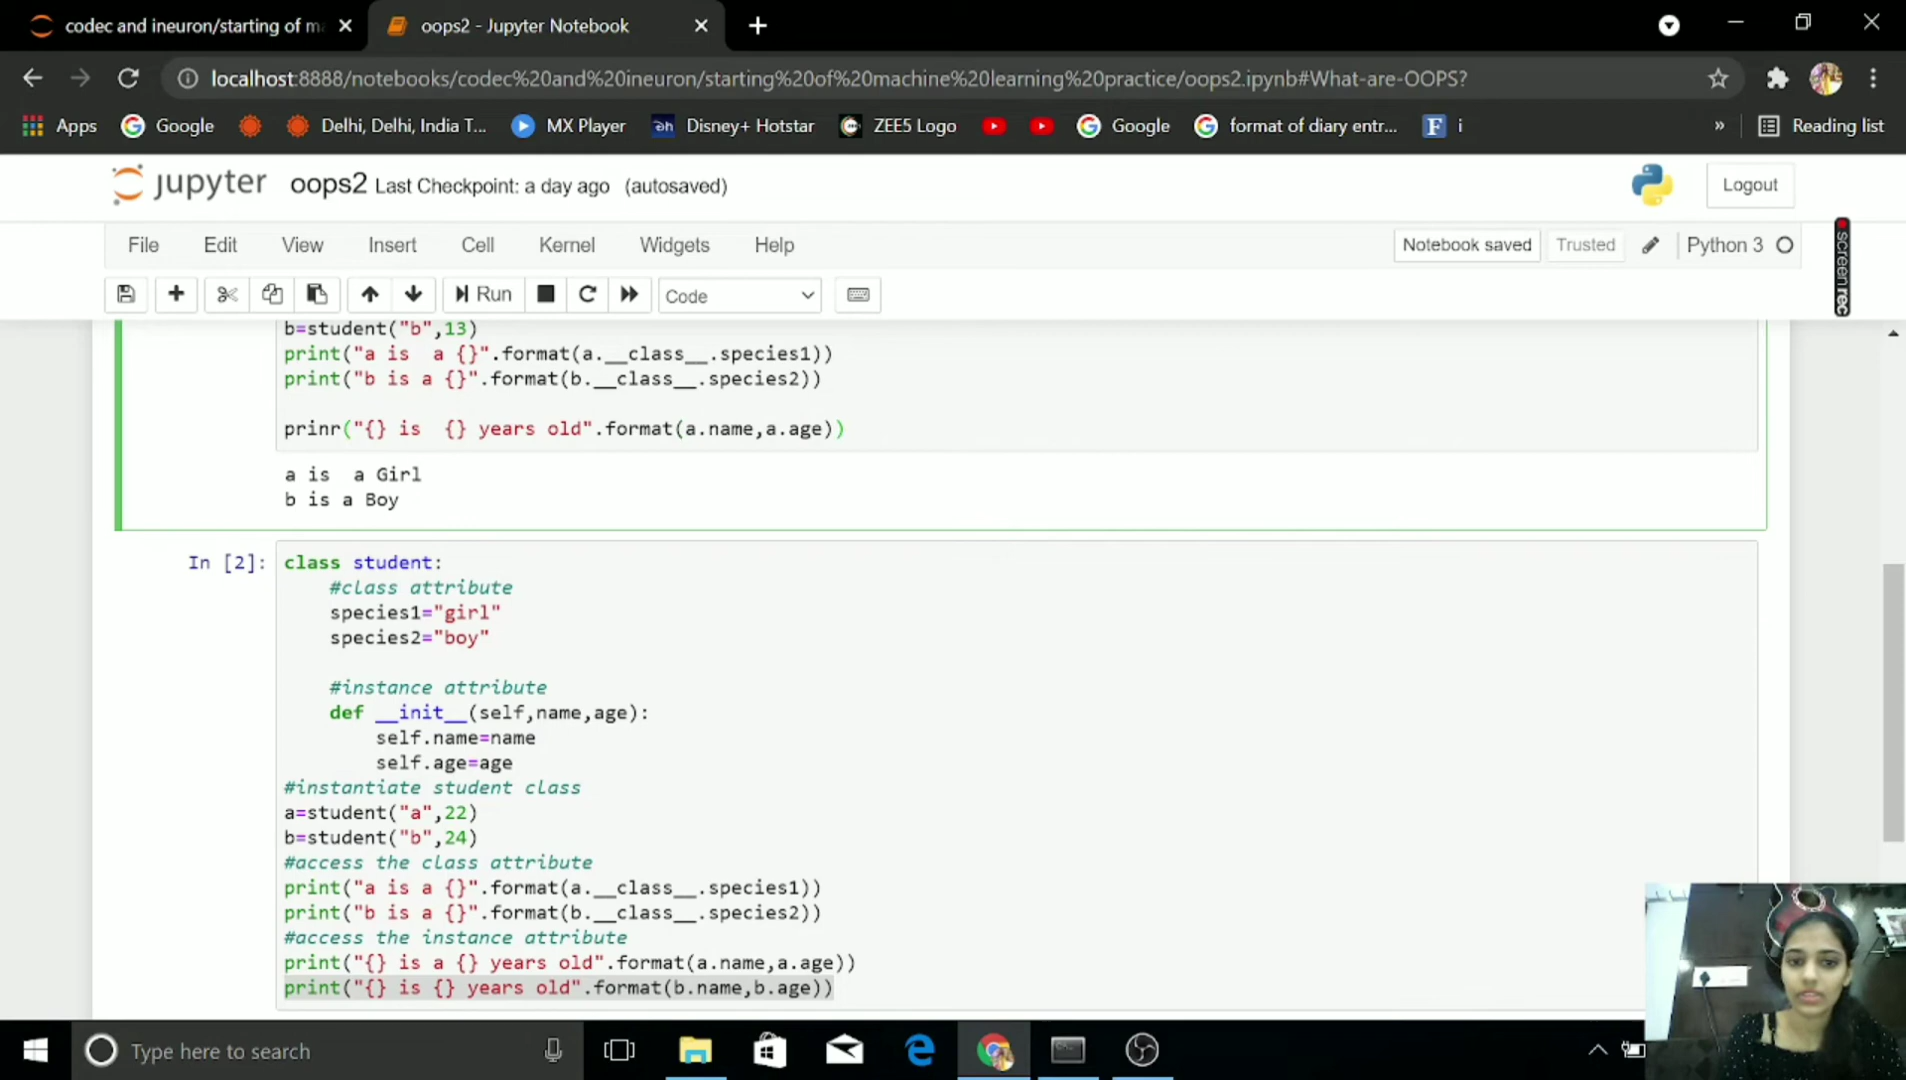 codec and ineuron/starting of ma
oops2 - Jupyter Notebook
localhost:8888/notebooks/codec%20and%20ineuron/starting%20of%20machine%20learning%20practice/oops2.ipynb#What-are-OOPS?
Apps
Google
Delhi, Delhi, India T...
MX Player
Disney+ Hotstar
ZEE5 Logo
Google
format of diary entr...
F
i
»
Reading list
jupyter
oops2 Last Checkpoint: a day ago (autosaved)
Logout
File
Edit
View
Insert
Cell
Kernel
Widgets
Help
Notebook saved
Trusted
Python 3
Run
Code
screenrec
b=student("b",13)
print("a is  a {}".format(a.__class__.species1))
print("b is a {}".format(b.__class__.species2))
prinr("{} is  {} years old".format(a.name,a.age))
a is  a Girl
b is a Boy
In [2]:
class student:
#class attribute
species1="girl"
species2="boy"
#instance attribute
def __init__(self,name,age):
self.name=name
self.age=age
#instantiate student class
a=student("a",22)
b=student("b",24)
#access the class attribute
print("a is a {}".format(a.__class__.species1))
print("b is a {}".format(b.__class__.species2))
#access the instance attribute
print("{} is a {} years old".format(a.name,a.age))
print("{} is {} years old".format(b.name,b.age))
Type here to search